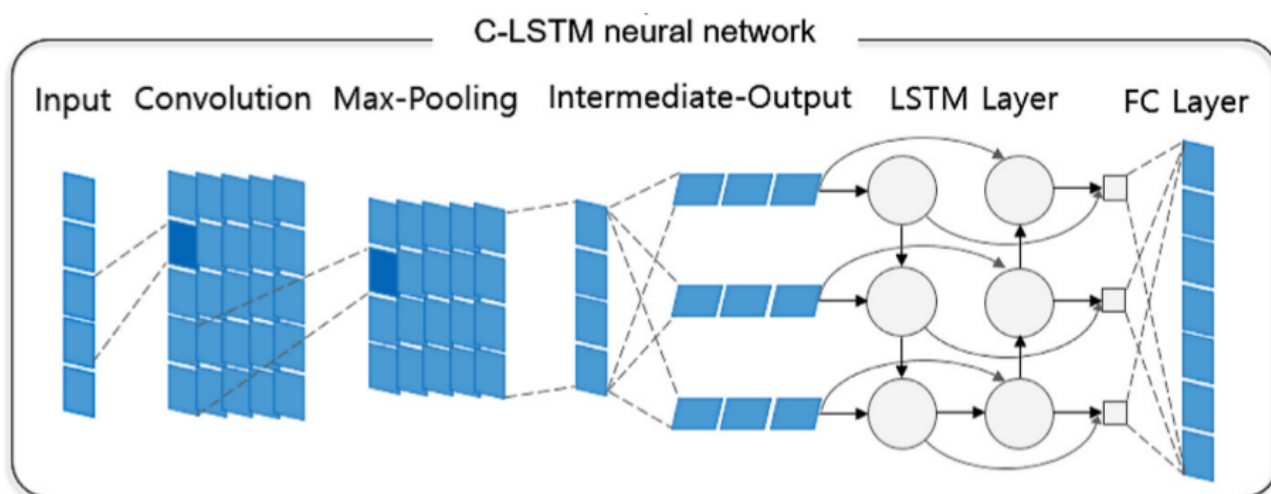 C-LSTM neural network
Input Convolution Max-Pooling Intermediate-Output LSTM Layer FC Layer